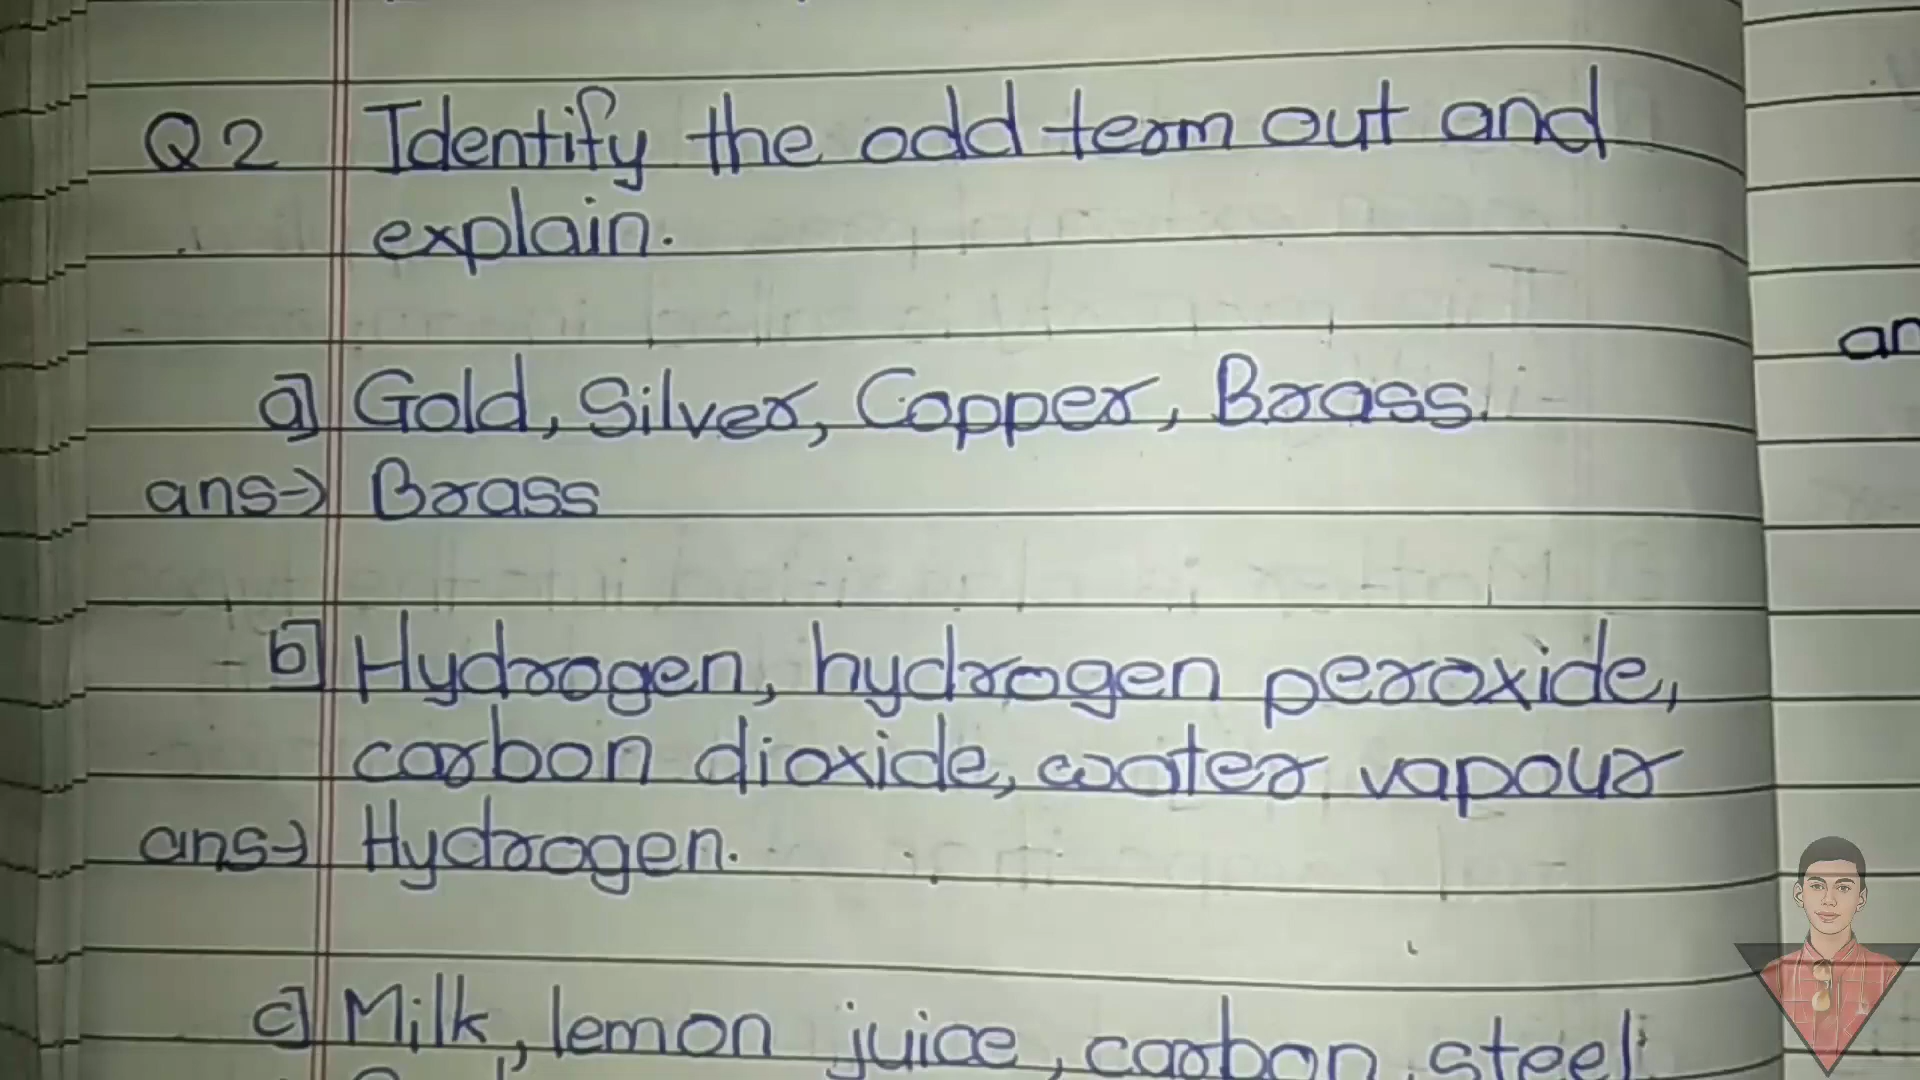 Q2 Identify the odd term out and
explain.
a] Gold, Silver, Copper, Brass.
ans→ Brass
b] Hydrogen, hydrogen peroxide,
carbon dioxide, water vapour
ans→ Hydrogen.
c] Milk, lemon juice, carbon, steel.